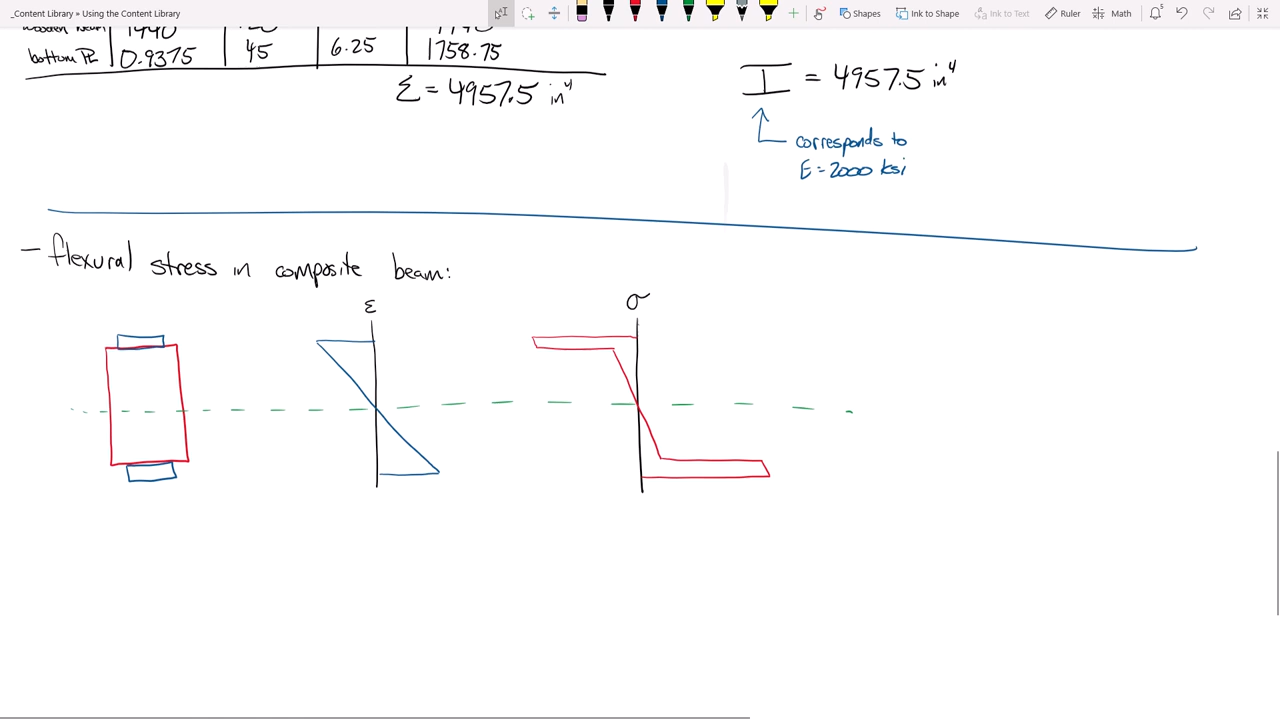 _Content Library » Using the Content Library
Shapes
Ink to Shape
Ink to Text
Ruler
Math
1440
bottom PL 0.9375 45 6.25 1758.75
Σ = 4957.5 in⁴
I = 4957.5 in⁴
corresponds to
E = 2000 ksi
- flexural stress in composite beam:
ε
σ